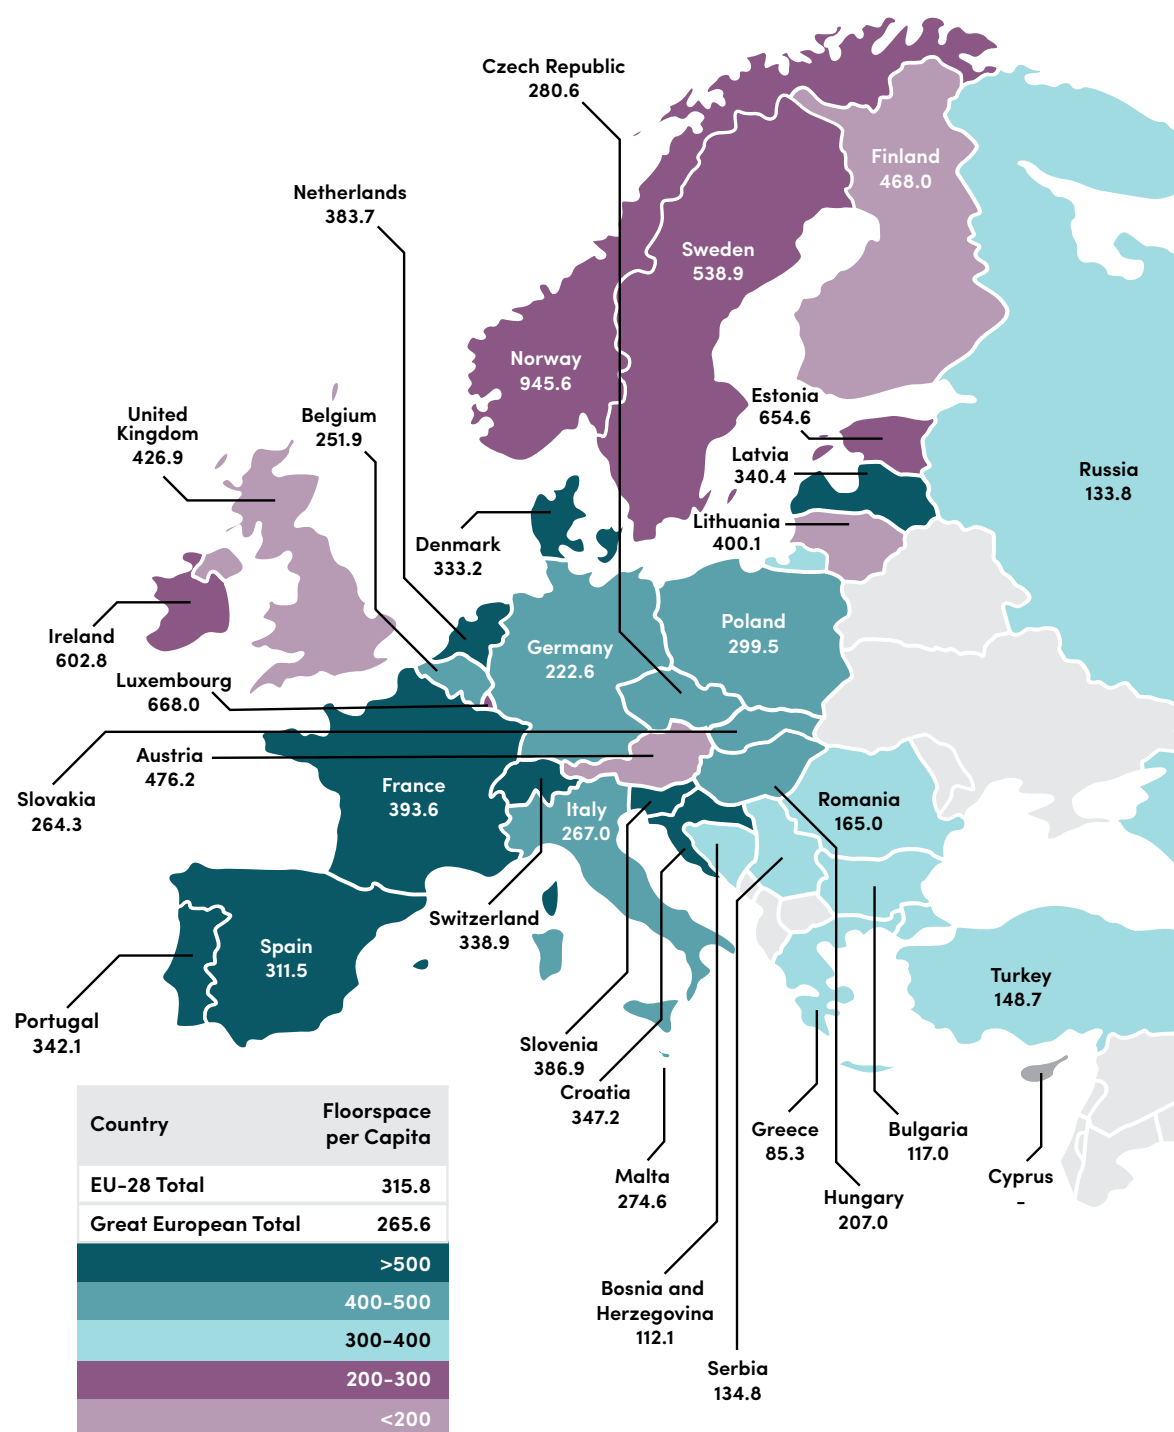 Czech Republic
280.6
Finland
468.0
Netherlands
383.7
Sweden
538.9
Russia
133.8
Norway
945.6
Estonia
654.6
United
Kingdom
426.9
Belgium
251.9
Latvia
340.4
Lithuania
400.1
Denmark
333.2
Ireland
602.8
Germany
222.6
Poland
299.5
Luxembourg
668.0
Austria
476.2
Slovakia
264.3
France
393.6
Italy
267.0
Romania
165.0
Switzerland
338.9
Spain
311.5
Portugal
342.1
Turkey
148.7
Slovenia
386.9
Croatia
347.2
Malta
274.6
Greece
85.3
Bulgaria
117.0
Cyprus
-
Hungary
207.0
Bosnia and
Herzegovina
112.1
Serbia
134.8
Country Floorspace
per Capita
EU-28 Total 315.8
Great European Total 265.6
>500
400-500
300-400
200-300
<200